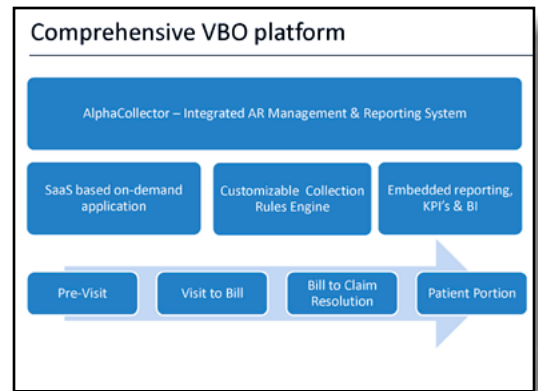 Comprehensive VBO platform
AlphaCollector – Integrated AR Management & Reporting System
SaaS based on-demand
application
Customizable Collection
Rules Engine
Embedded reporting,
KPI's & BI
Pre-Visit
Visit to Bill
Bill to Claim
Resolution
Patient Portion